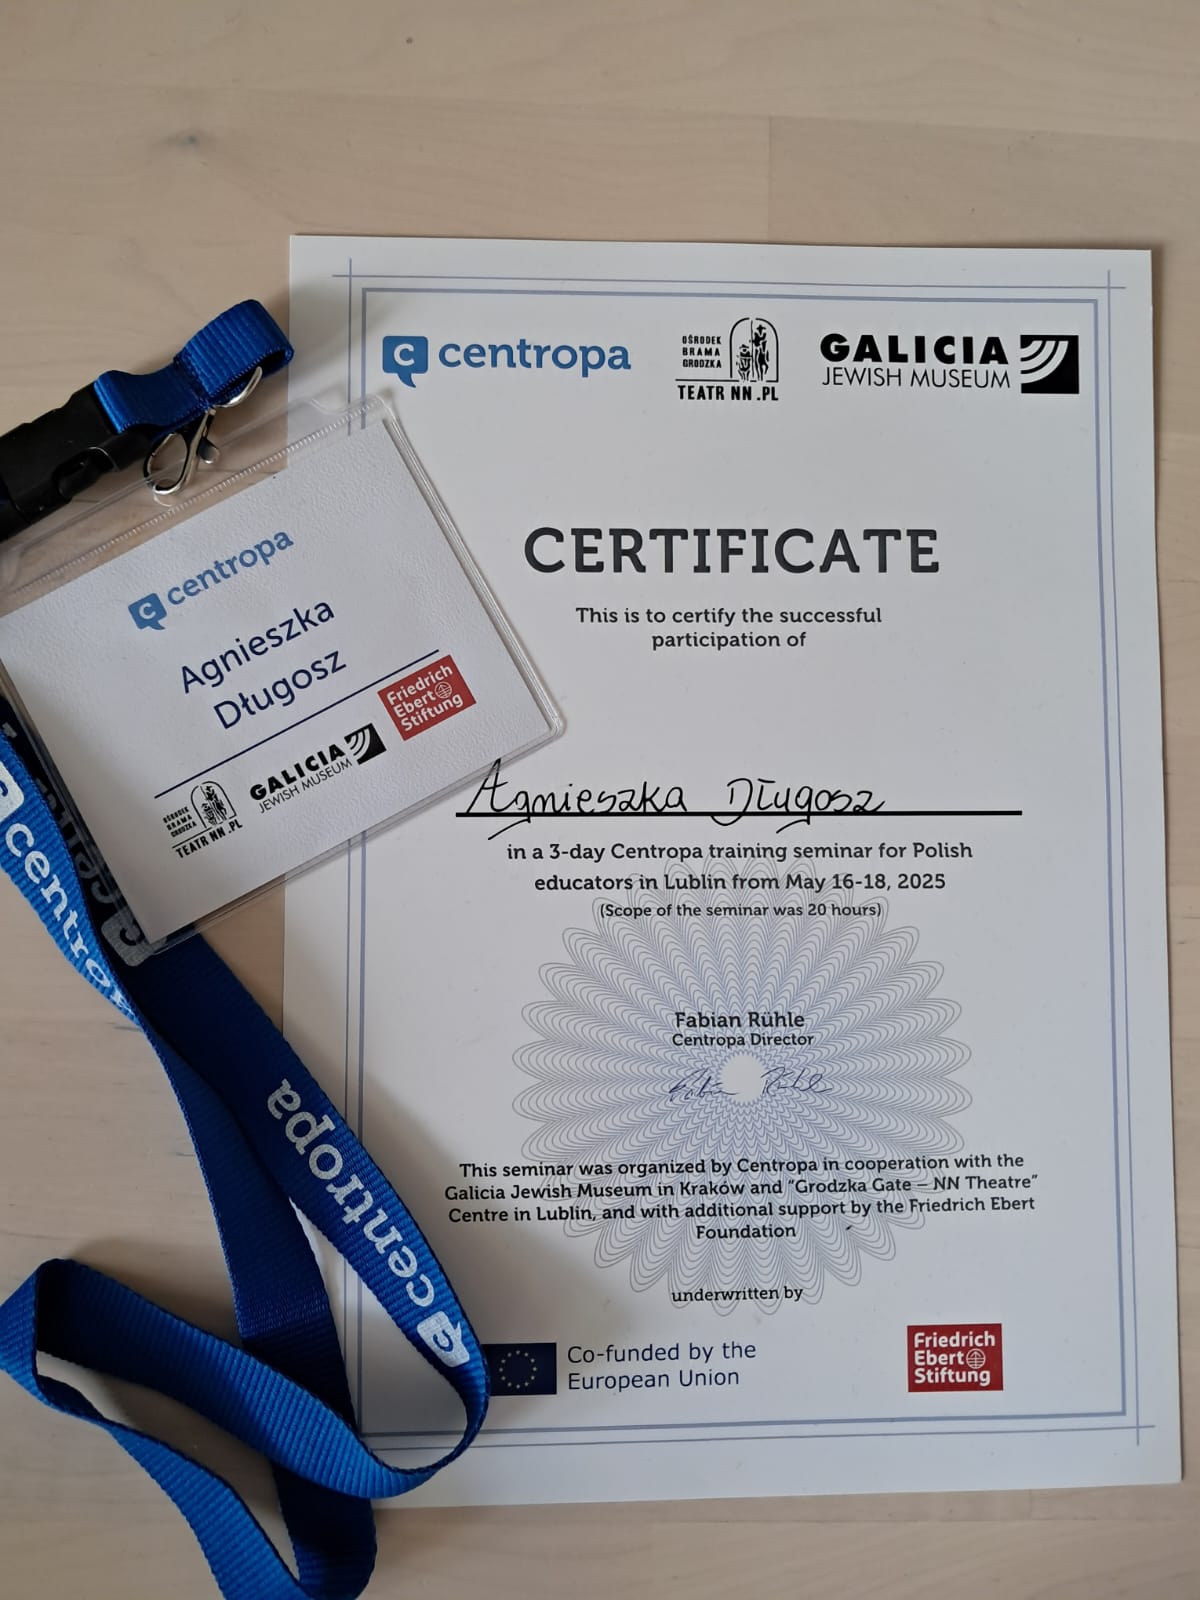 centropa
OŚRODEK
BRAMA
GRODZKA
TEATR NN .PL
GALICIA
JEWISH MUSEUM
CERTIFICATE
This is to certify the successful
participation of
Agnieszka Długosz
in a 3-day Centropa training seminar for Polish
educators in Lublin from May 16-18, 2025
(Scope of the seminar was 20 hours)
Fabian Rühle
Centropa Director
Fabian Rühle
This seminar was organized by Centropa in cooperation with the
Galicia Jewish Museum in Kraków and “Grodzka Gate – NN Theatre”
Centre in Lublin, and with additional support by the Friedrich Ebert
Foundation
underwritten by
Co-funded by the
European Union
Friedrich
Ebert
Stiftung
centropa
Agnieszka
Długosz
OŚRODEK
BRAMA
GRODZKA
TEATR NN .PL
GALICIA
JEWISH MUSEUM
Friedrich
Ebert
Stiftung
centropa
centropa